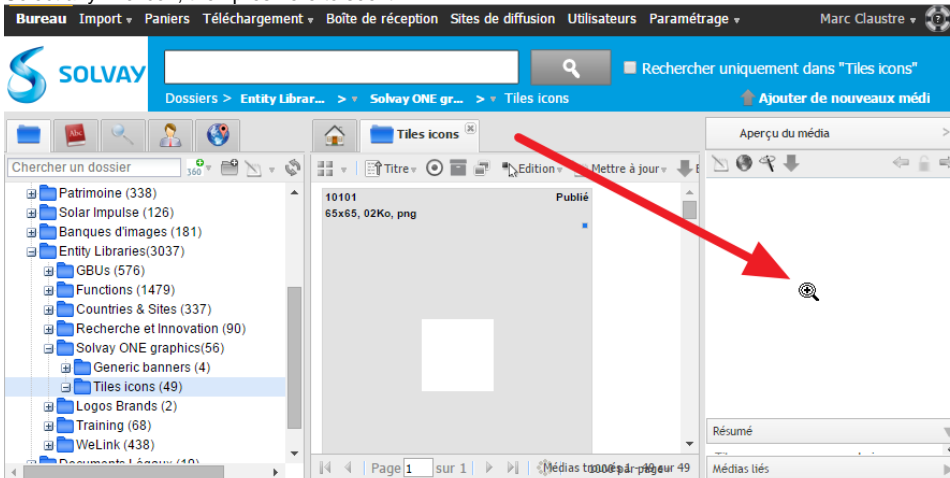 Bureau Import Paniers Téléchargement Boîte de réception Sites de diffusion Utilisateurs Paramétrage Marc Claustre
SOLVAY
Rechercher uniquement dans "Tiles icons"
Dossiers > Entity Librar... > Solvay ONE gr... > Tiles icons
Ajouter de nouveaux médi
Abc
Tiles icons
Aperçu du média >
Chercher un dossier
360°
Titre
Edition
Mettre à jour
Patrimoine (338)
Solar Impulse (126)
Banques d'images (181)
Entity Libraries(3037)
GBUs (576)
Functions (1479)
Countries & Sites (337)
Recherche et Innovation (90)
Solvay ONE graphics(56)
Generic banners (4)
Tiles icons (49)
Logos Brands (2)
Training (68)
WeLink (438)
10101 Publié
65x65, 02Ko, png
Résumé
Médias liés
Page 1 sur 1